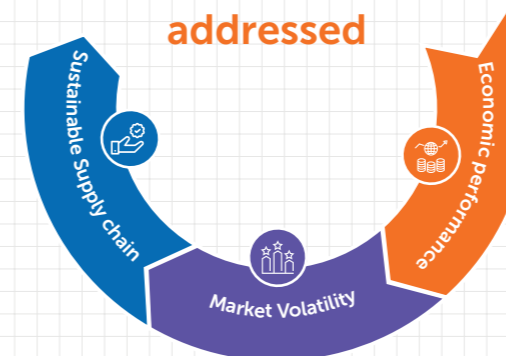 addressed
Sustainable Supply chain
Market Volatility
Economic performance